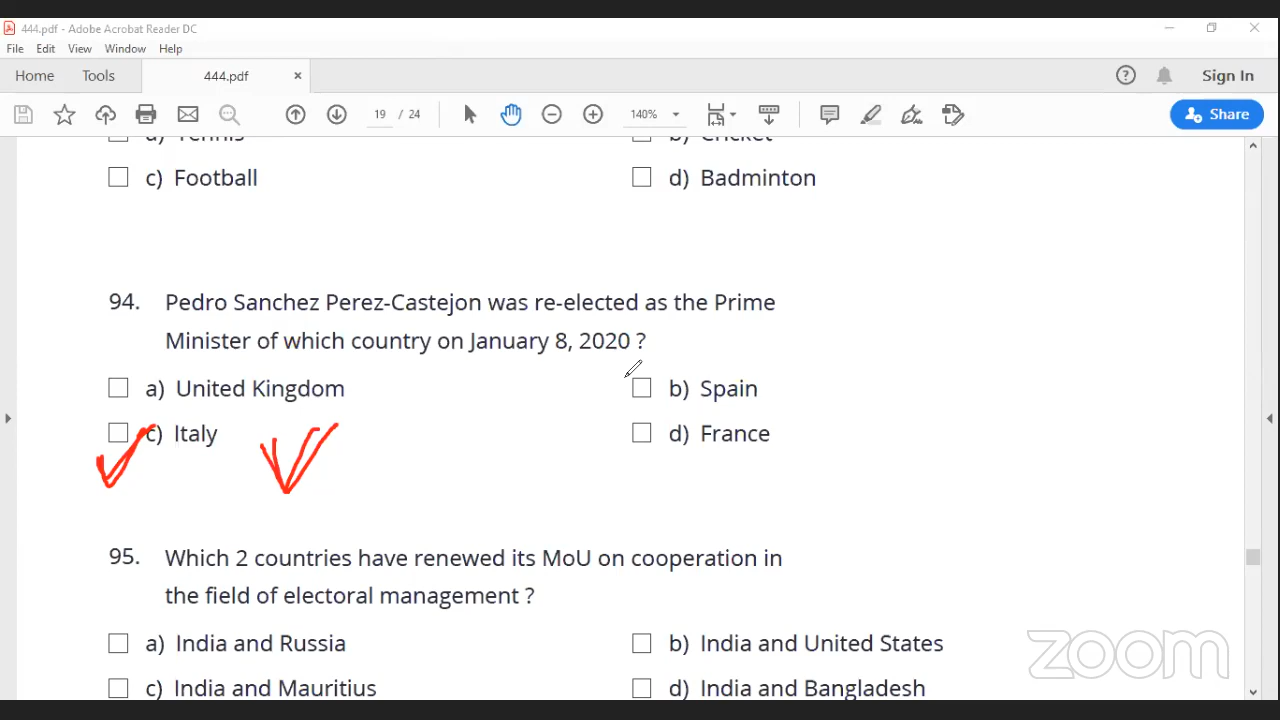 444.pdf - Adobe Acrobat Reader DC
File Edit View Window Help
Home Tools 444.pdf × Sign In
19 / 24 140% Share
a) Tennis b) Cricket
c) Football d) Badminton
94. Pedro Sanchez Perez-Castejon was re-elected as the Prime
Minister of which country on January 8, 2020 ?
a) United Kingdom b) Spain
c) Italy d) France
95. Which 2 countries have renewed its MoU on cooperation in
the field of electoral management ?
a) India and Russia b) India and United States
c) India and Mauritius d) India and Bangladesh
zoom